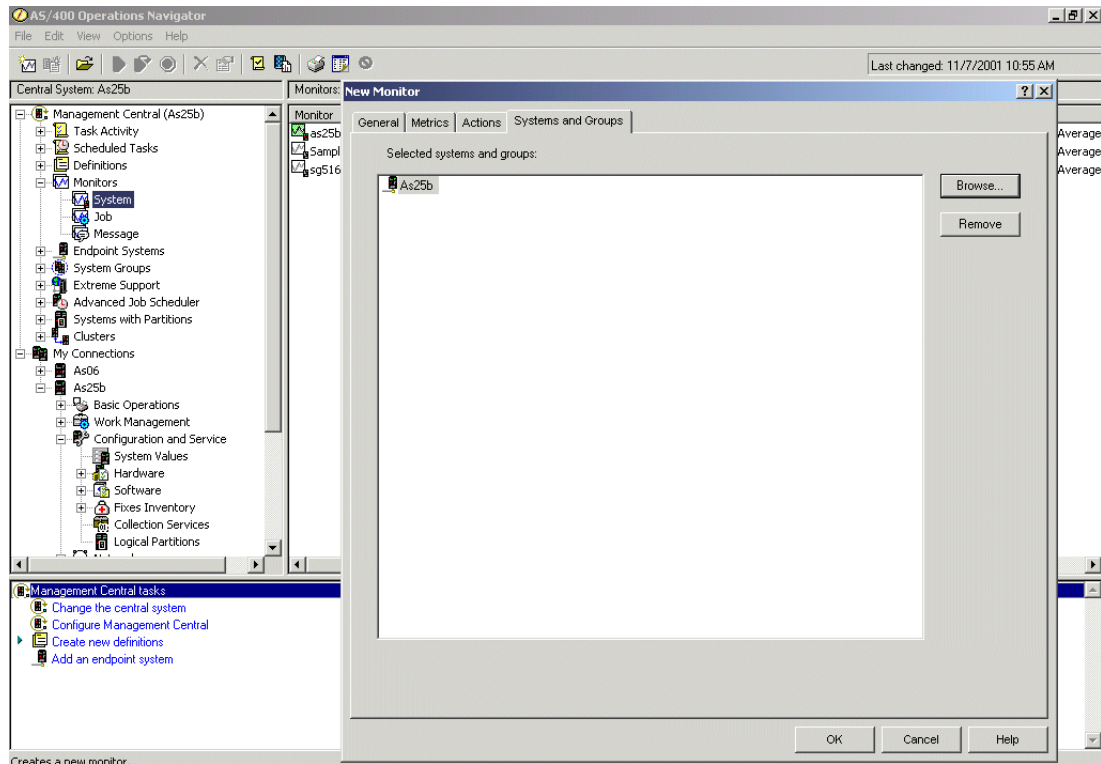 AS/400 Operations Navigator
File Edit View Options Help
Last changed: 11/7/2001 10:55 AM
Central System: As25b
Monitors:
Management Central (As25b)
Task Activity
Scheduled Tasks
Definitions
Monitors
System
Job
Message
Endpoint Systems
System Groups
Extreme Support
Advanced Job Scheduler
Systems with Partitions
Clusters
My Connections
As06
As25b
Basic Operations
Work Management
Configuration and Service
System Values
Hardware
Software
Fixes Inventory
Collection Services
Logical Partitions
Monitor
as25b
Sampl
sg516
Average
Average
Average
New Monitor
General Metrics Actions Systems and Groups
Selected systems and groups:
As25b
Browse...
Remove
OK Cancel Help
Management Central tasks
Change the central system
Configure Management Central
Create new definitions
Add an endpoint system
Creates a new monitor